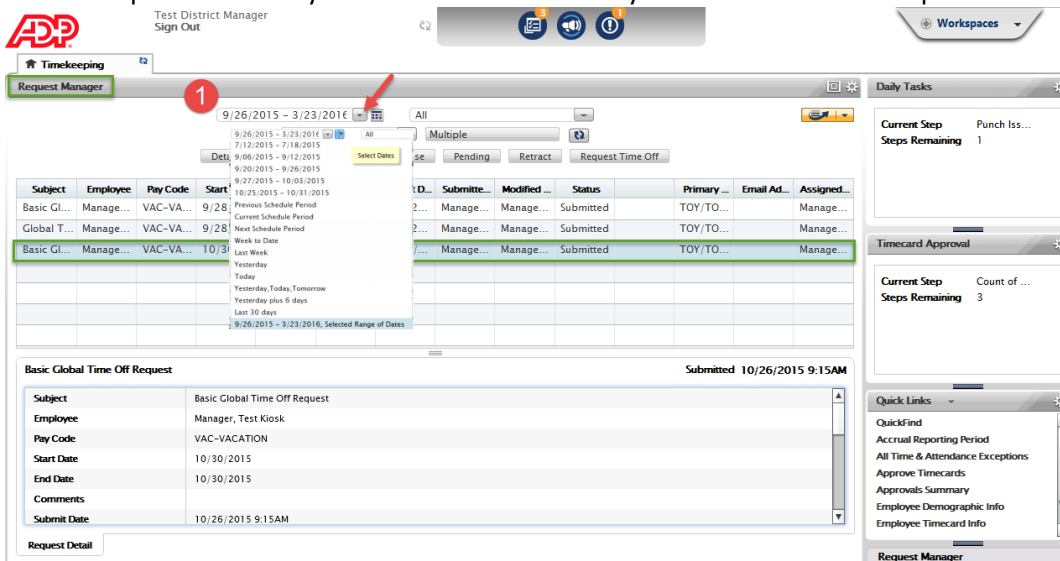 Test District Manager
Sign Out
ADP
3
1
Workspaces
Timekeeping
Request Manager
1
9/26/2015 – 3/23/2016
All
9/26/2015 – 3/23/2016
All
Multiple
7/12/2015 – 7/18/2015
9/06/2015 – 9/12/2015
Select Dates
se
Pending
Retract
Request Time Off
9/20/2015 – 9/26/2015
9/27/2015 – 10/03/2015
10/25/2015 – 10/31/2015
Previous Schedule Period
Current Schedule Period
Next Schedule Period
Week to Date
Last Week
Yesterday
Today
Yesterday,Today,Tomorrow
Yesterday plus 6 days
Last 30 days
9/26/2015 – 3/23/2016, Selected Range of Dates
Subject Employee Pay Code Start D... Submitte... Modified ... Status Primary ... Email Ad... Assigned...
Basic Gl... Manage... VAC-VA... 9/28 2... Manage... Manage... Submitted TOY/TO... Manage...
Global T... Manage... VAC-VA... 9/28 2... Manage... Manage... Submitted TOY/TO... Manage...
Basic Gl... Manage... VAC-VA... 10/3 /... Manage... Manage... Submitted TOY/TO... Manage...
Basic Global Time Off Request
Submitted 10/26/2015 9:15AM
Subject Basic Global Time Off Request
Employee Manager, Test Kiosk
Pay Code VAC-VACATION
Start Date 10/30/2015
End Date 10/30/2015
Comments
Submit Date 10/26/2015 9:15AM
Request Detail
Daily Tasks
Current Step Punch Iss...
Steps Remaining 1
Timecard Approval
Current Step Count of ...
Steps Remaining 3
Quick Links
QuickFind
Accrual Reporting Period
All Time & Attendance Exceptions
Approve Timecards
Approvals Summary
Employee Demographic Info
Employee Timecard Info
Request Manager